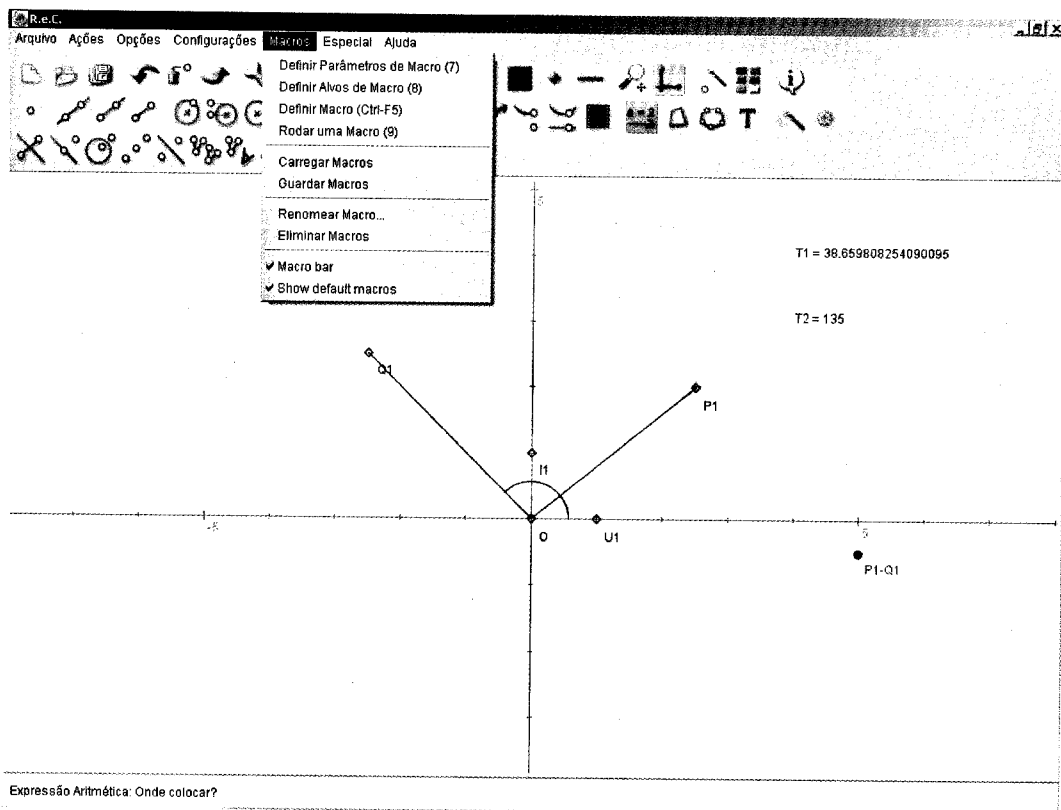 R.e.C.
Arquivo Ações Opções Configurações Macros Especial Ajuda
Definir Parâmetros de Macro (7)
Definir Alvos de Macro (8)
Definir Macro (Ctrl-F5)
Rodar uma Macro (9)
T
Carregar Macros
Guardar Macros
Renomear Macro...
Eliminar Macros
Macro bar
Show default macros
5
T1 = 38.659808254090095
T2 = 135
Q1
P1
I1
-5
O
U1
5
P1-Q1
Expressão Aritmética: Onde colocar?